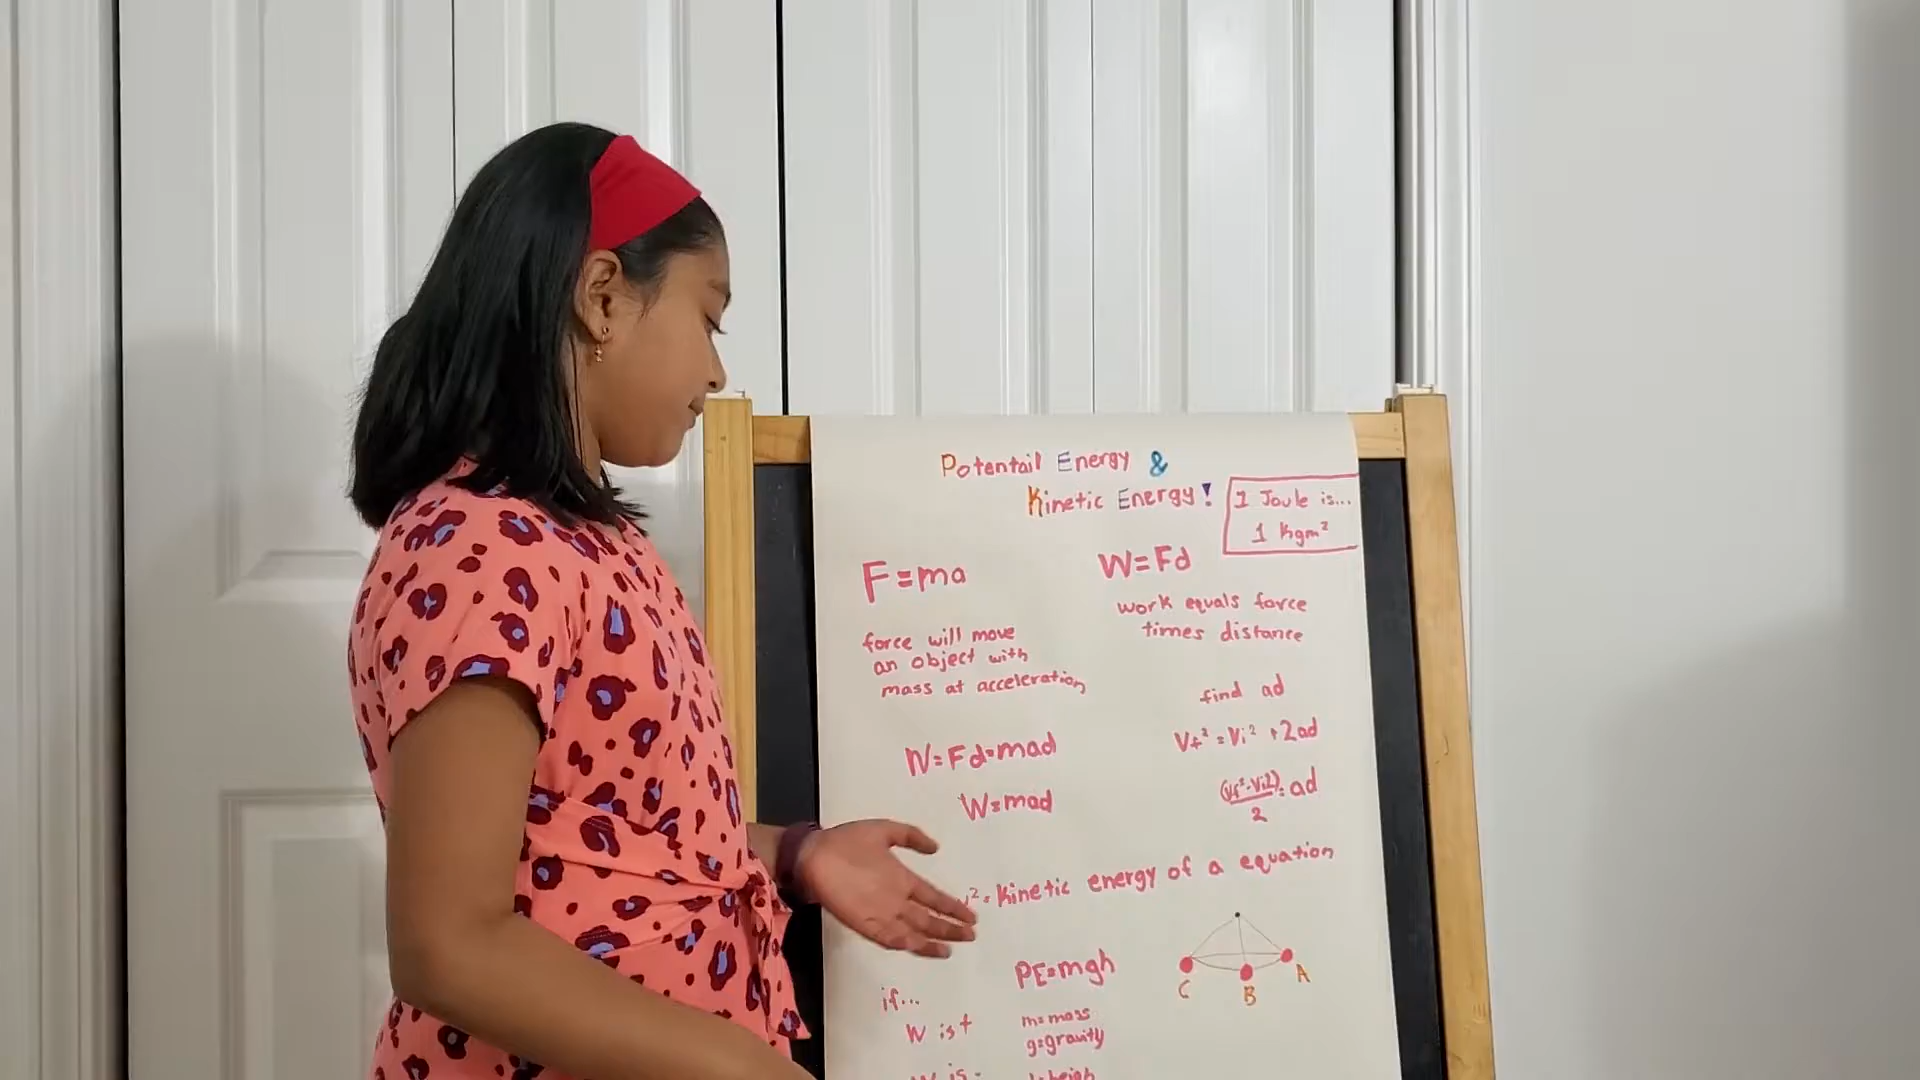 Potentail Energy &
Kinetic Energy!
1 Joule is...
1 Kgm²
F=ma
W=Fd
force will move
an object with
mass at acceleration
work equals force
times distance
find ad
Vf² = Vi² + 2ad
W=Fd=mad
W=mad
(Vf²-Vi2) = ad
2
v² = Kinetic energy of a equation
PE=mgh
m=mass
g=gravity
if...
W is +
W is -
C
B
A